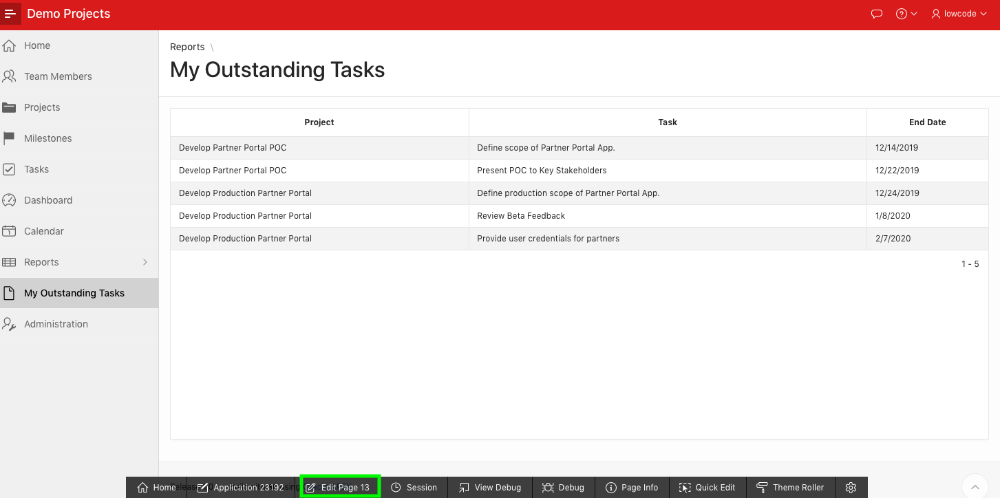 Demo Projects
lowcode
Home
Team Members
Projects
Milestones
Tasks
Dashboard
Calendar
Reports
My Outstanding Tasks
Administration
Reports \
My Outstanding Tasks
Project Task End Date
Develop Partner Portal POC Define scope of Partner Portal App. 12/14/2019
Develop Partner Portal POC Present POC to Key Stakeholders 12/22/2019
Develop Production Partner Portal Define production scope of Partner Portal App. 12/24/2019
Develop Production Partner Portal Review Beta Feedback 1/8/2020
Develop Production Partner Portal Provide user credentials for partners 2/7/2020
1 - 5
Home Application 23192 Edit Page 13 Session View Debug Debug Page Info Quick Edit Theme Roller